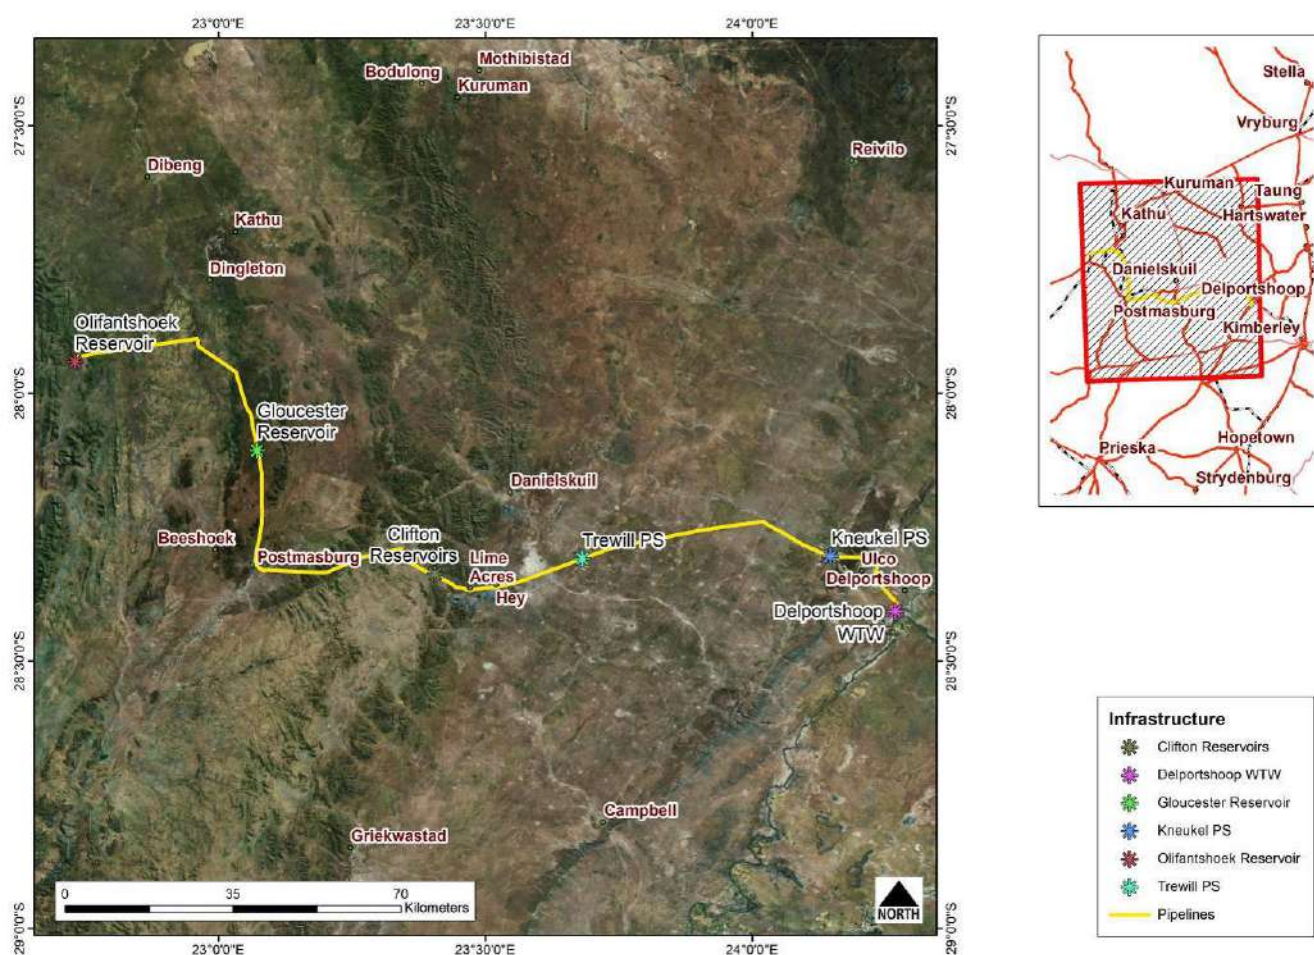 23°0'0"E
23°30'0"E
24°0'0"E
27°30'0"S
28°0'0"S
28°30'0"S
29°0'0"S
Mothibistad
Bodulong
Kuruman
Reivilo
Dibeng
Kathu
Dingleton
Olifantshoek
Reservoir
Gloucester
Reservoir
Danielskuil
Beeshoek
Postmasburg
Clifton
Reservoirs
Lime
Acres
Hey
Trewill PS
Kneukel PS
Ulco
Delportshoop
Delportshoop
WTW
Campbell
Griekwastad
0
35
70
Kilometers
NORTH
23°0'0"E
23°30'0"E
24°0'0"E
27°30'0"S
28°0'0"S
28°30'0"S
29°0'0"S
Stella
Vryburg
Kuruman
Taung
Kathu
Hartswater
Danielskuil
Delportshoop
Postmasburg
Kimberley
Prieska
Hopetown
Strydenburg
Infrastructure
Clifton Reservoirs
Delportshoop WTW
Gloucester Reservoir
Kneukel PS
Olifantshoek Reservoir
Trewill PS
Pipelines